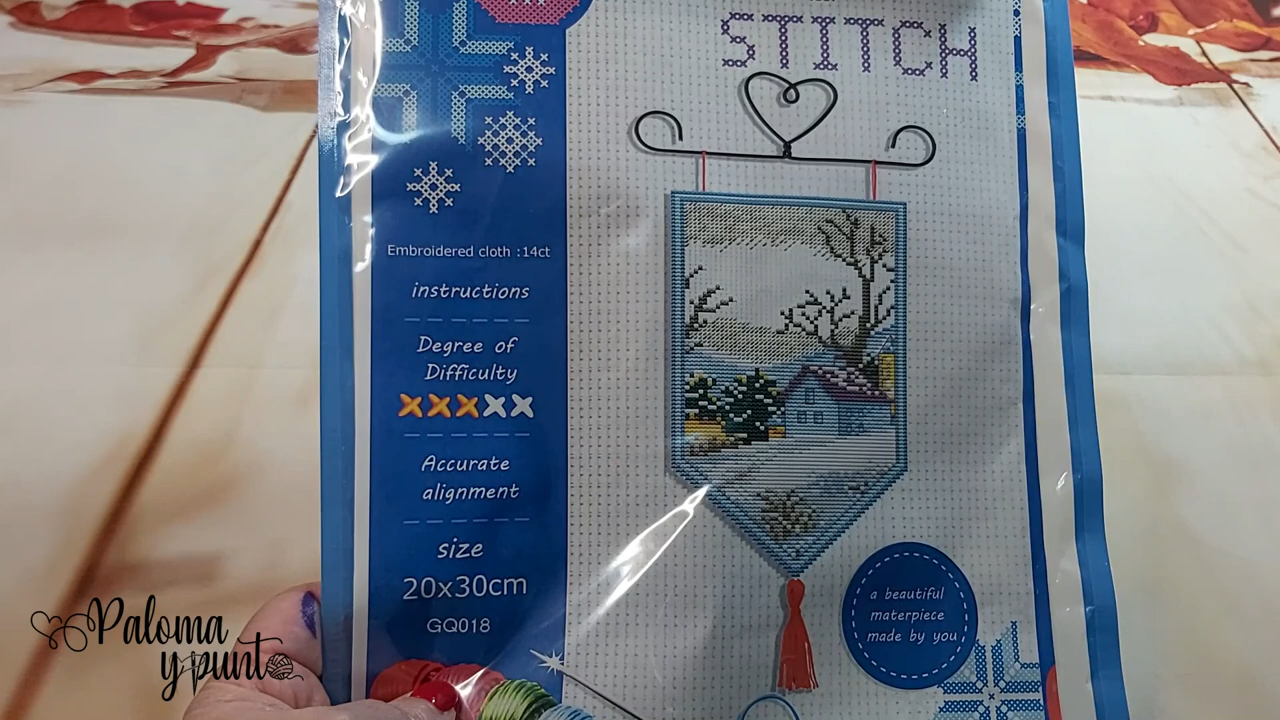 STITCH
Embroidered cloth :14ct
instructions
Degree of
Difficulty
Accurate
alignment
size
20x30cm
GQ018
a beautiful
materpiece
made by you
Paloma
y punto